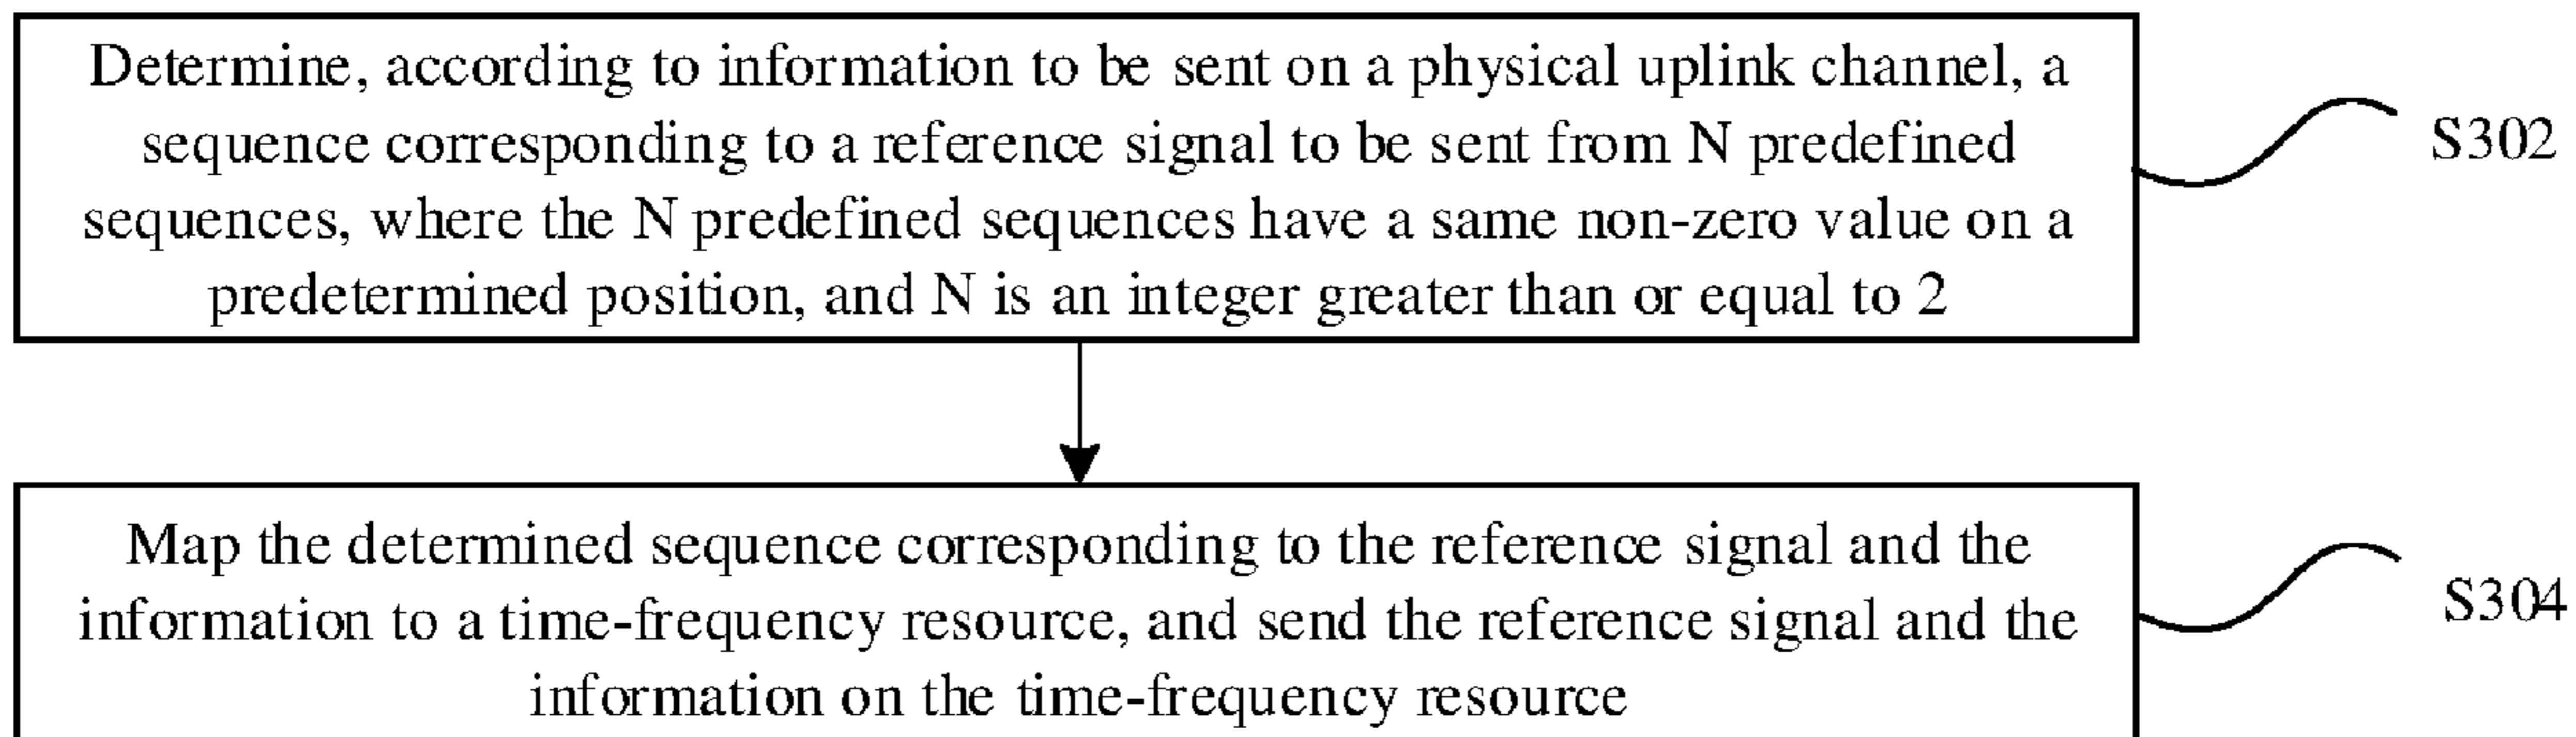 Determine, according to information to be sent on a physical uplink channel, a
sequence corresponding to a reference signal to be sent from N predefined
sequences, where the N predefined sequences have a same non-zero value on a
predetermined position, and N is an integer greater than or equal to 2
S302
Map the determined sequence corresponding to the reference signal and the
information to a time-frequency resource, and send the reference signal and the
information on the time-frequency resource
S304